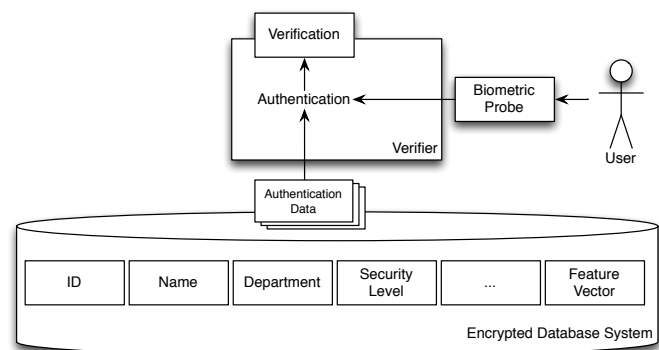 Verification
Authentication
Biometric
Probe
Verifier
User
Authentication
Data
ID
Name
Department
Security
Level
...
Feature
Vector
Encrypted Database System